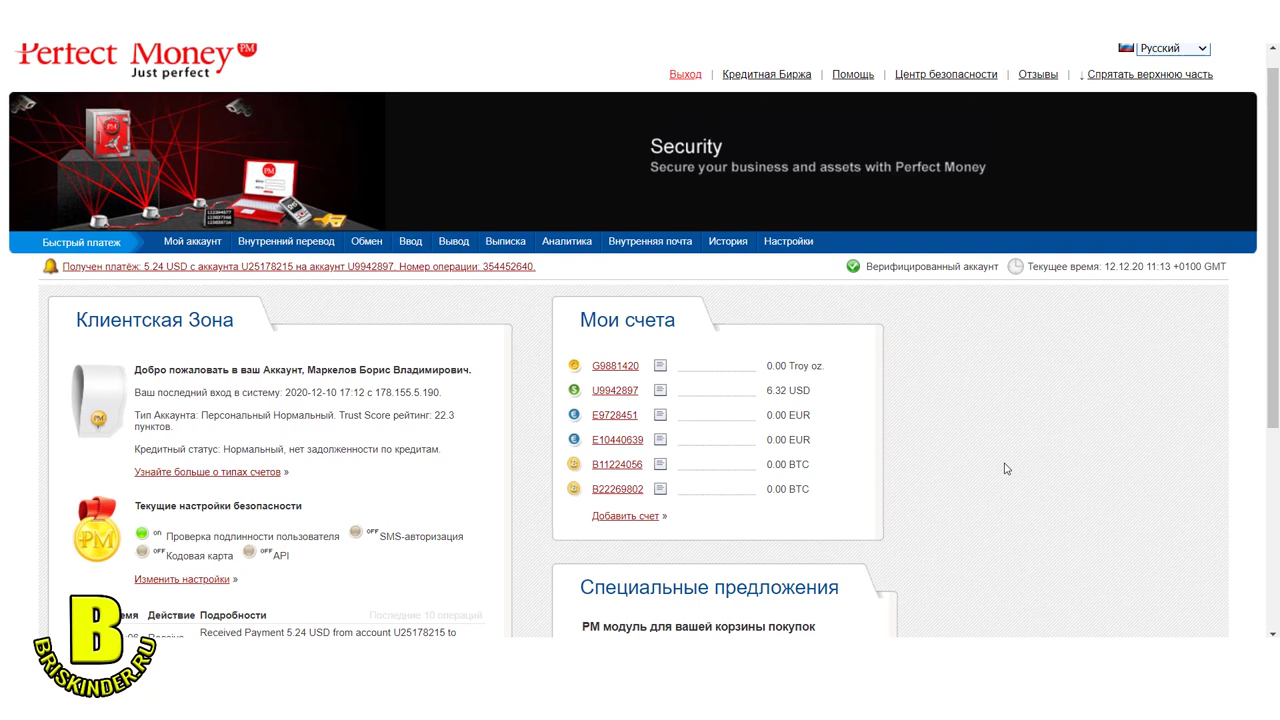 Perfect Money PM
Just perfect
Русский
Выход | Кредитная Биржа | Помощь | Центр безопасности | Отзывы | ↓ Спрятать верхнюю часть
Security
Secure your business and assets with Perfect Money
Быстрый платеж Мой аккаунт Внутренний перевод Обмен Ввод Вывод Выписка Аналитика Внутренняя почта История Настройки
Получен платёж: 5.24 USD с аккаунта U25178215 на аккаунт U9942897. Номер операции: 354452640.
Верифицированный аккаунт Текущее время: 12.12.20 11:13 +0100 GMT
Клиентская Зона
Добро пожаловать в ваш Аккаунт, Маркелов Борис Владимирович.
Ваш последний вход в систему: 2020-12-10 17:12 с 178.155.5.190.
Тип Аккаунта: Персональный Нормальный. Trust Score рейтинг: 22.3
пунктов.
Кредитный статус: Нормальный, нет задолженности по кредитам.
Узнайте больше о типах счетов »
PM
Текущие настройки безопасности
on Проверка подлинности пользователя OFF SMS-авторизация
OFF Кодовая карта OFF API
Изменить настройки »
емя Действие Подробности Последние 10 операций
Received Payment 5.24 USD from account U25178215 to
Мои счета
G9881420 0.00 Troy oz.
U9942897 6.32 USD
E9728451 0.00 EUR
E10440639 0.00 EUR
B11224056 0.00 BTC
B22269802 0.00 BTC
Добавить счет »
Специальные предложения
PM модуль для вашей корзины покупок
B
BRISKINDER.RU